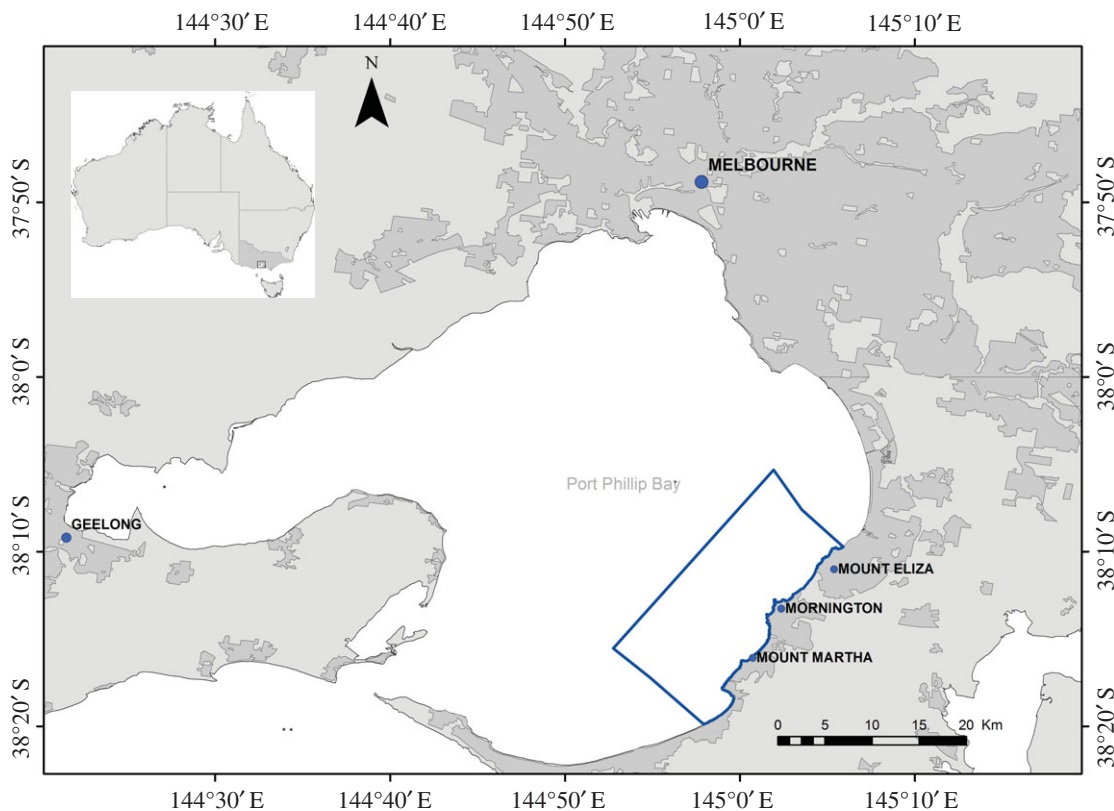 144°30′ E 144°40′ E 144°50′ E 145°0′ E 145°10′ E
N
MELBOURNE
37°50′ S
37°50′ S
38°0′ S
38°0′ S
Port Phillip Bay
GEELONG
38°10′ S
38°10′ S
MOUNT ELIZA
MORNINGTON
MOUNT MARTHA
38°20′ S
38°20′ S
0 5 10 15 20 Km
144°30′ E 144°40′ E 144°50′ E 145°0′ E 145°10′ E